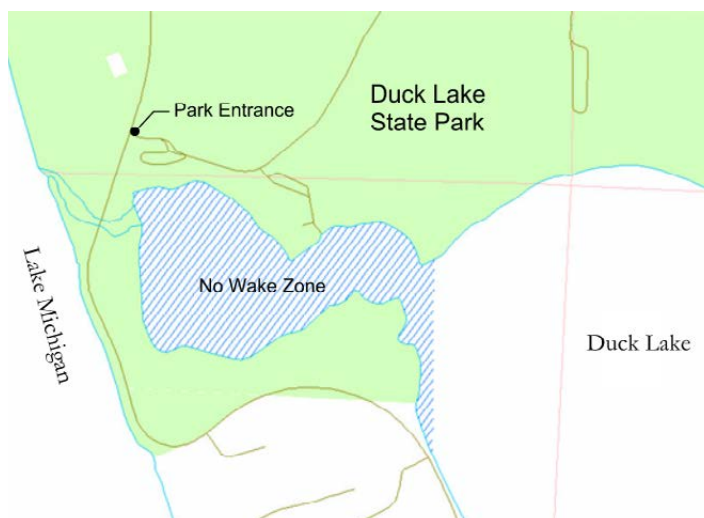 Duck Lake
State Park
Park Entrance
No Wake Zone
Lake Michigan
Duck Lake